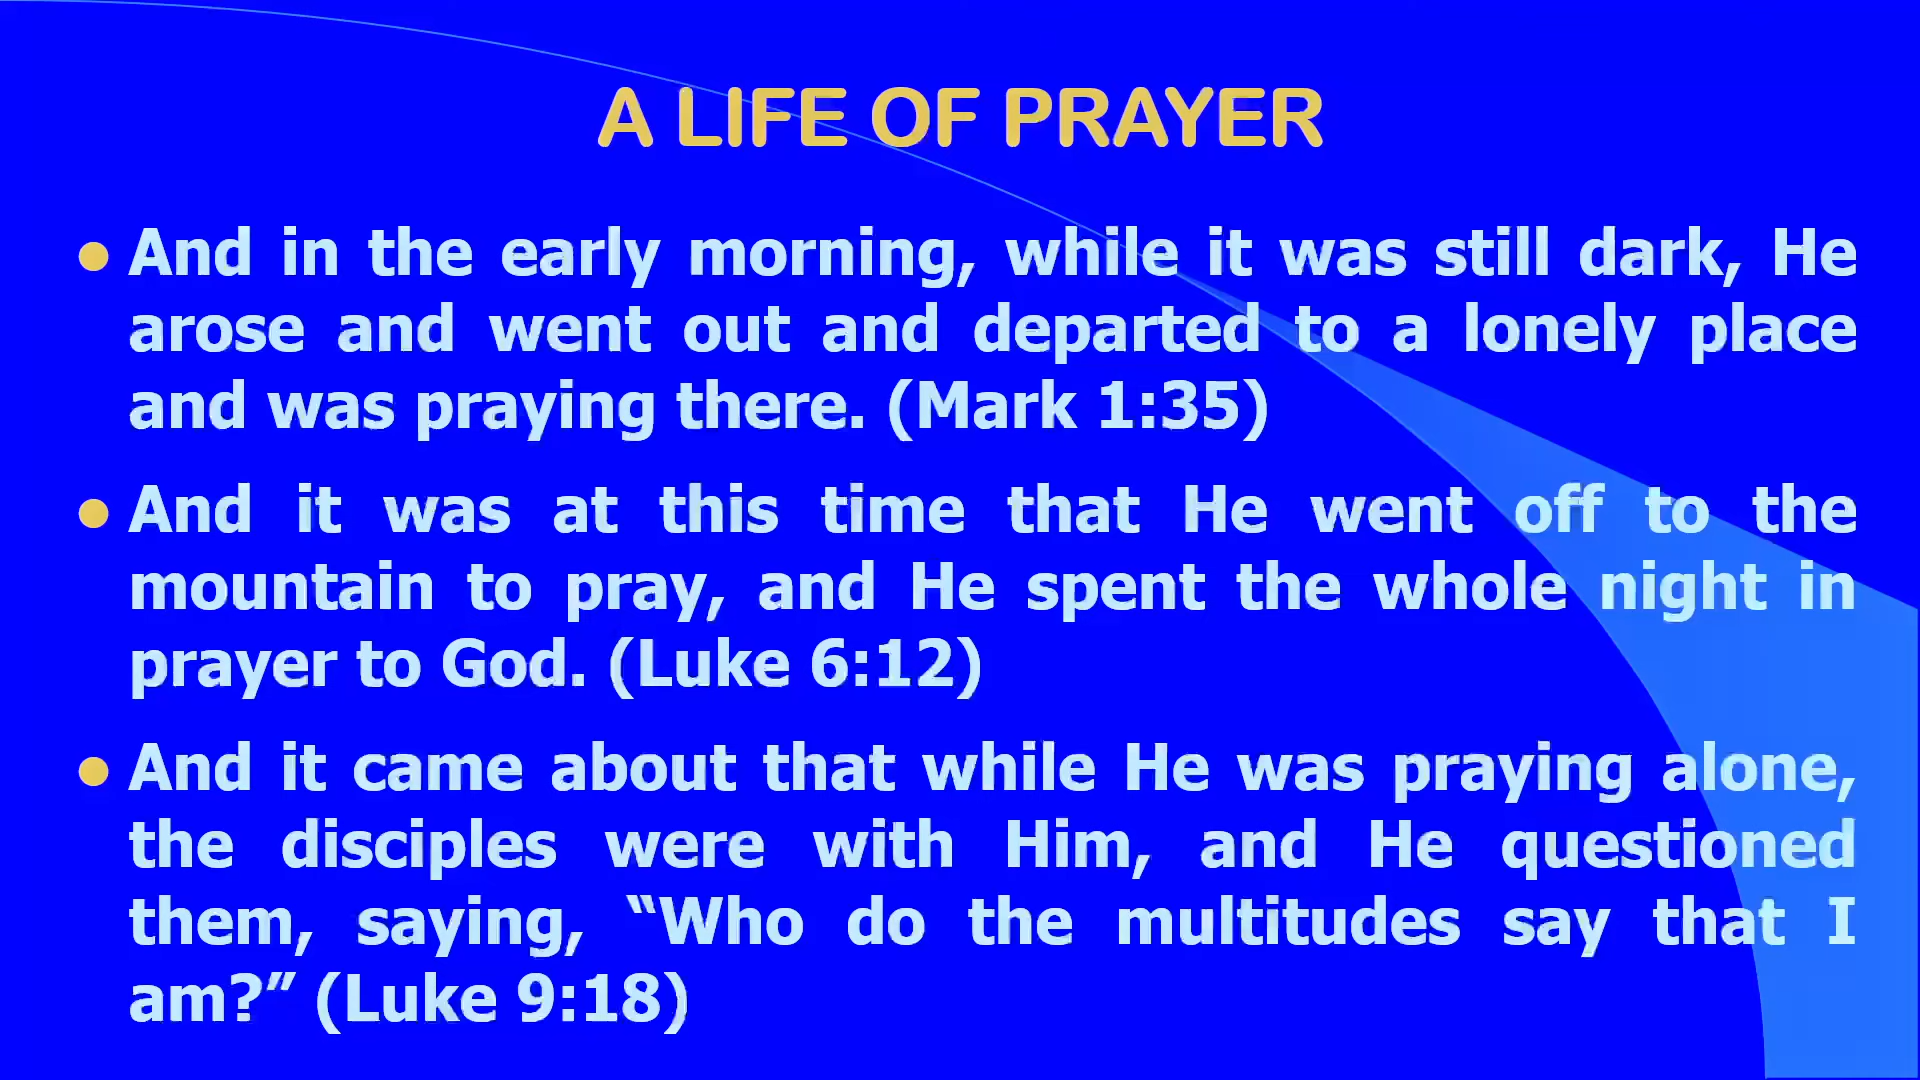 A LIFE OF PRAYER
● And in the early morning, while it was still dark, He
arose and went out and departed to a lonely place
and was praying there. (Mark 1:35)
● And it was at this time that He went off to the
mountain to pray, and He spent the whole night in
prayer to God. (Luke 6:12)
● And it came about that while He was praying alone,
the disciples were with Him, and He questioned
them, saying, “Who do the multitudes say that I
am?” (Luke 9:18)